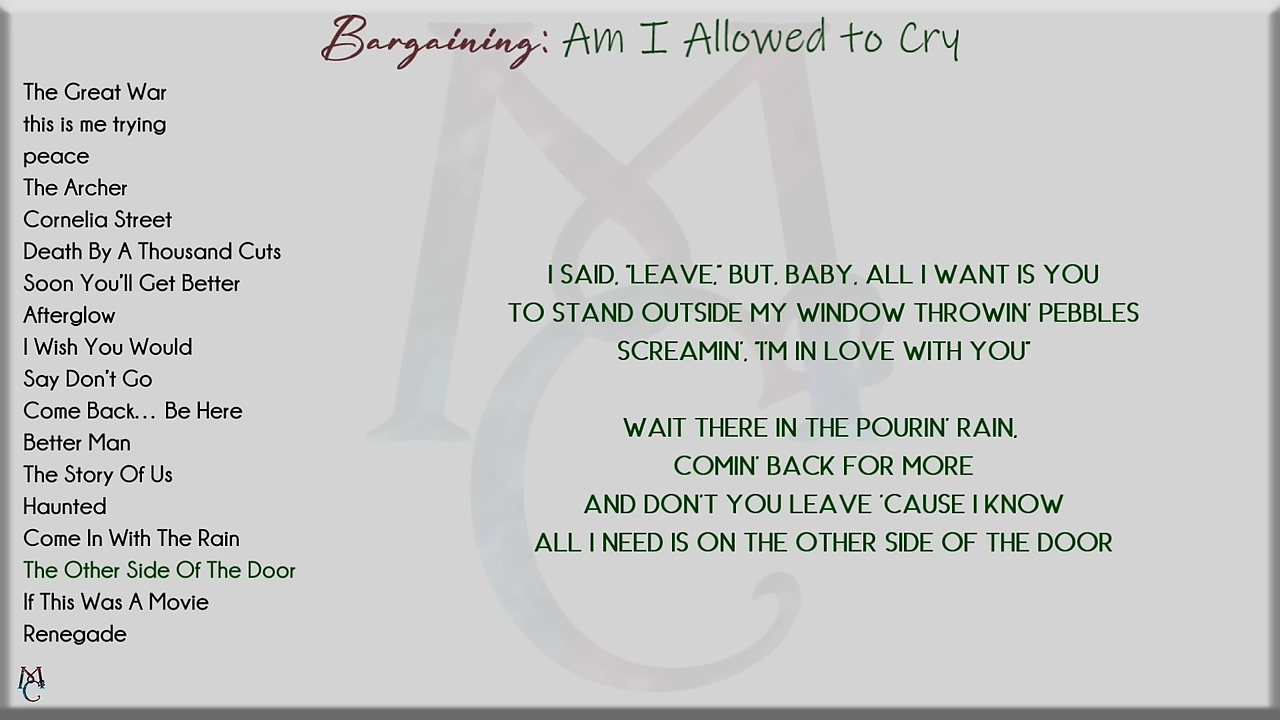 Bargaining: Am I Allowed to Cry
The Great War
this is me trying
peace
The Archer
Cornelia Street
Death By A Thousand Cuts
Soon You'll Get Better
Afterglow
I Wish You Would
Say Don't Go
Come Back... Be Here
Better Man
The Story Of Us
Haunted
Come In With The Rain
The Other Side Of The Door
If This Was A Movie
Renegade
I SAID, "LEAVE," BUT, BABY, ALL I WANT IS YOU
TO STAND OUTSIDE MY WINDOW THROWIN' PEBBLES
SCREAMIN', "I'M IN LOVE WITH YOU"
WAIT THERE IN THE POURIN' RAIN,
COMIN' BACK FOR MORE
AND DON'T YOU LEAVE 'CAUSE I KNOW
ALL I NEED IS ON THE OTHER SIDE OF THE DOOR